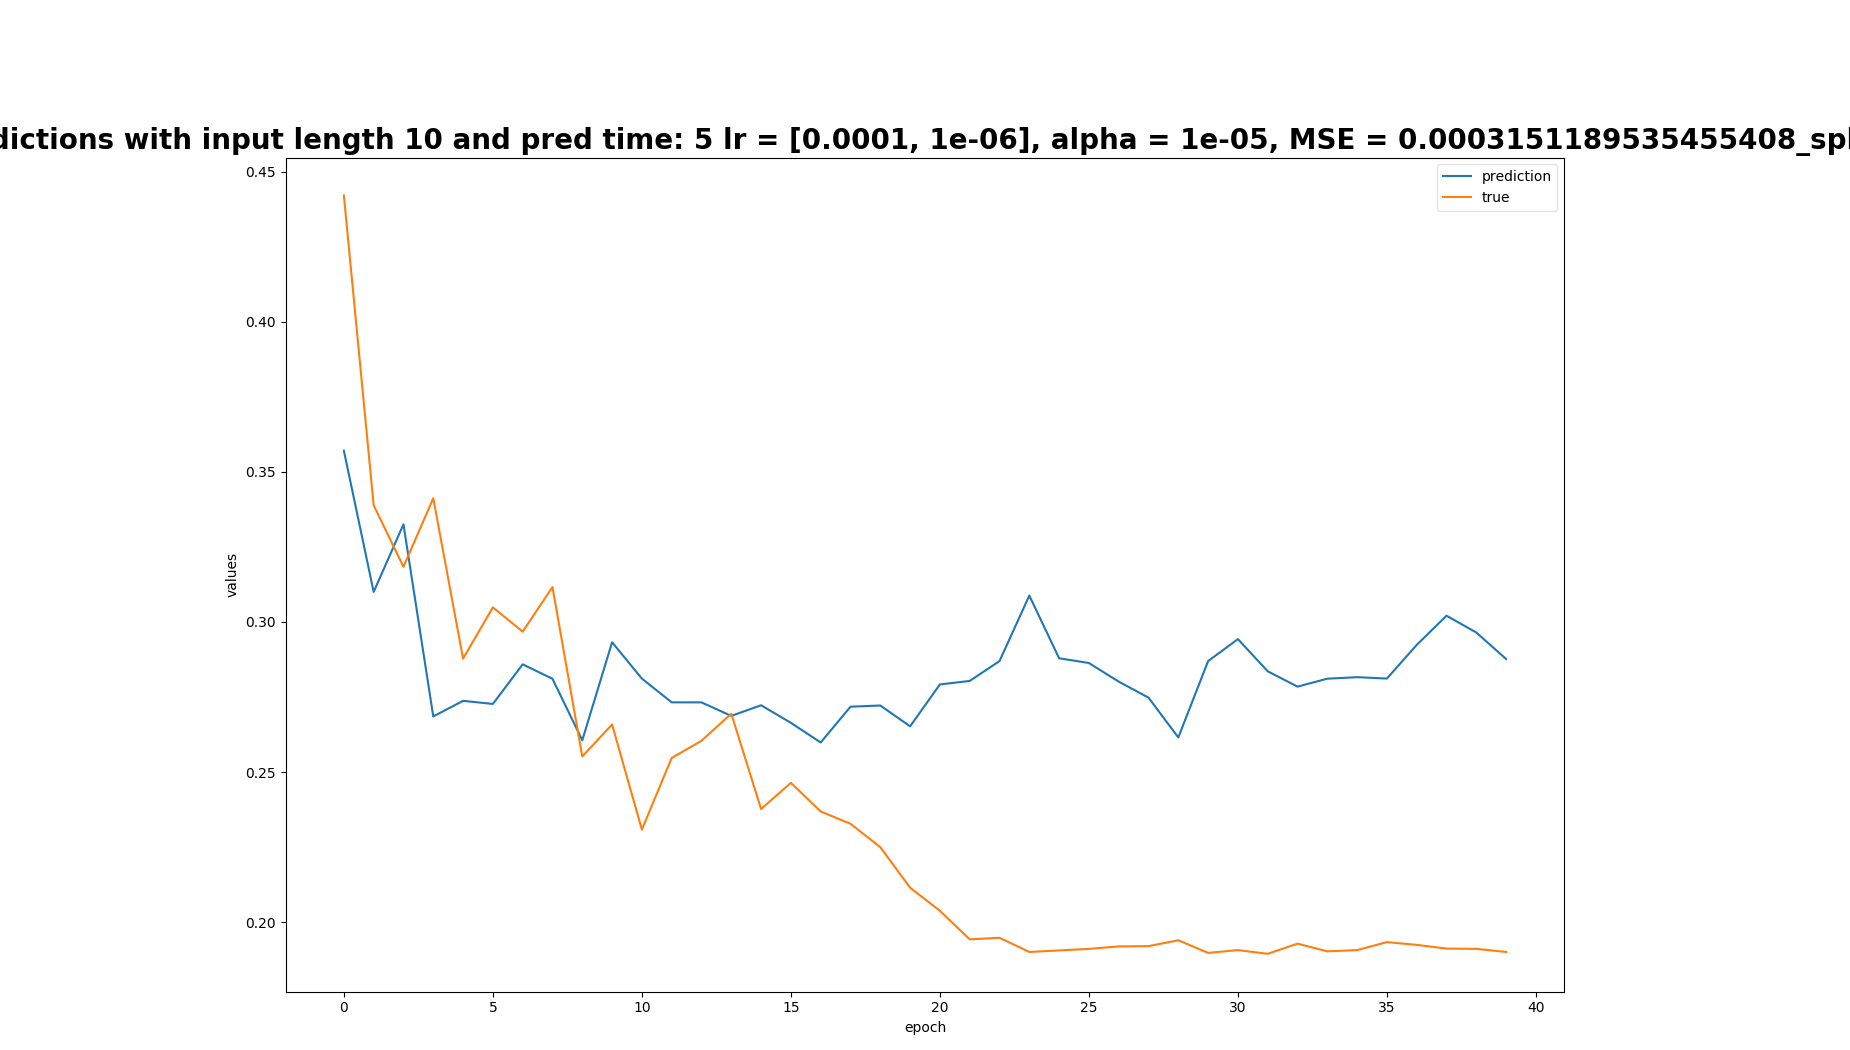 dictions with input length 10 and pred time: 5 lr = [0.0001, 1e-06], alpha = 1e-05, MSE = 0.0003151189535455408_spl
prediction
true
0.45
0.40
0.35
0.30
0.25
0.20
values
0 5 10 15 20 25 30 35 40
epoch